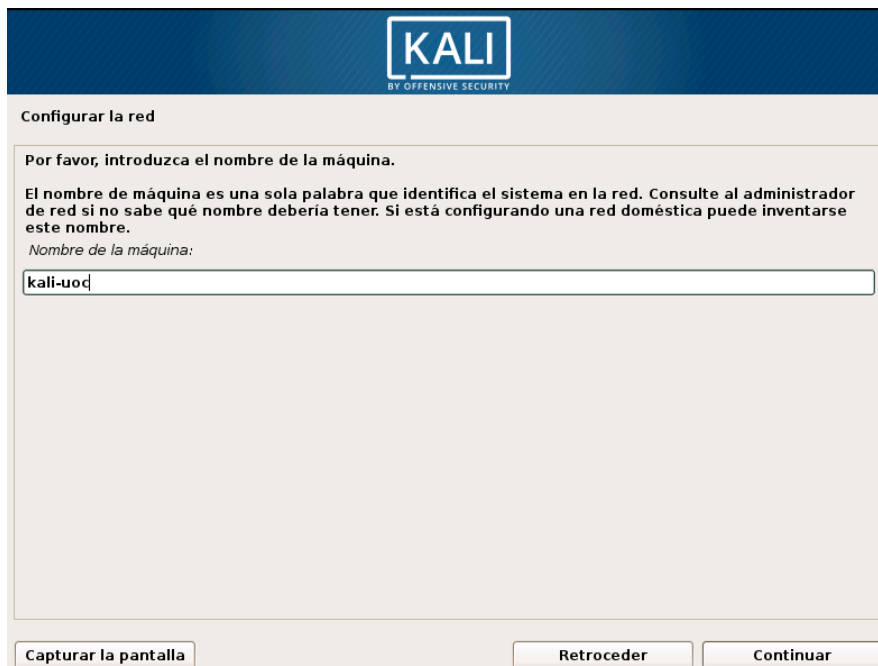 KALI
BY OFFENSIVE SECURITY
Configurar la red
Por favor, introduzca el nombre de la máquina.
El nombre de máquina es una sola palabra que identifica el sistema en la red. Consulte al administrador
de red si no sabe qué nombre debería tener. Si está configurando una red doméstica puede inventarse
este nombre.
Nombre de la máquina:
kali-uoc
Capturar la pantalla
Retroceder
Continuar